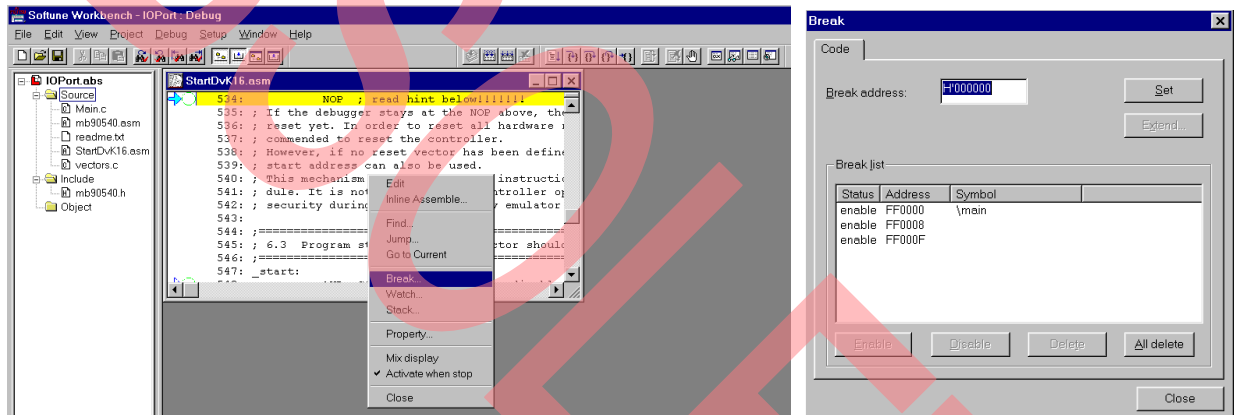 Softune Workbench - IOPort : Debug
File Edit View Project Debug Setup Window Help
IOPort.abs
Source
Main.c
mb90540.asm
readme.txt
StartDvK16.asm
vectors.c
Include
mb90540.h
Object
StartDvK16.asm
534: NOP ; read hint below!!!!!!!
535: ; If the debugger stays at the NOP above, the
536: ; reset yet. In order to reset all hardware
537: ; commended to reset the controller.
538: ; However, if no reset vector has been define
539: ; start address can also be used.
540: ; This mechanism instructi
541: ; dule. It is not ntroller op
542: ; security during y emulator
543:
544: ;
545: ; 6.3 Program st ctor should
546: ;
547: _start:
Edit
Inline Assemble...
Find...
Jump...
Go to Current
Break...
Watch...
Stack...
Property...
Mix display
Activate when stop
Close
Break
Code
Break address:
H'000000
Set
Extend...
Break list
Status Address Symbol
enable FF0000 \main
enable FF0008
enable FF000F
Enable Disable Delete All delete
Close